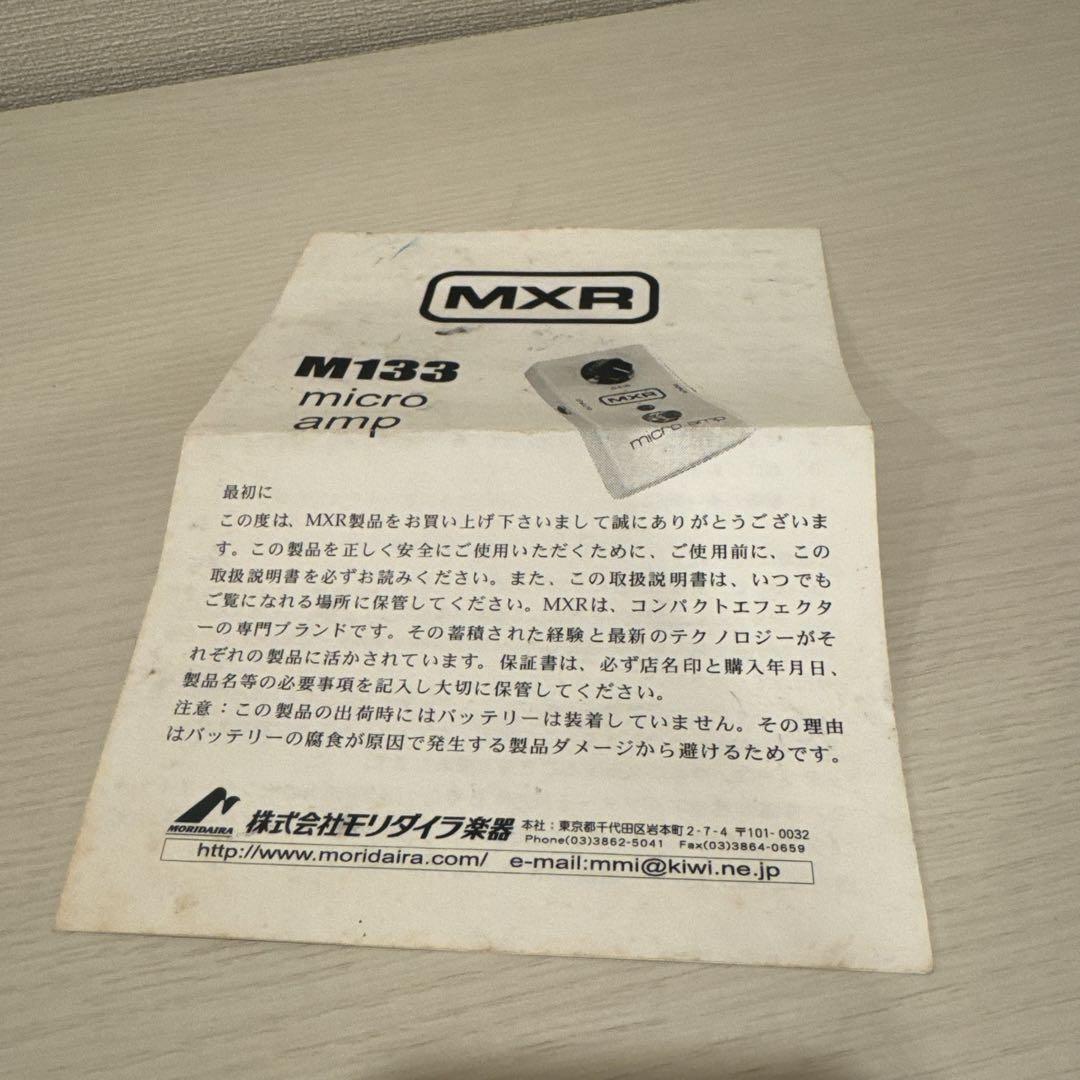 MXR
M133
micro
amp
MXR
micro amp
最初に
この度は、MXR製品をお買い上げ下さいまして誠にありがとうございま
す。この製品を正しく安全にご使用いただくために、ご使用前に、この
取扱説明書を必ずお読みください。また、この取扱説明書は、いつでも
ご覧になれる場所に保管してください。MXRは、コンパクトエフェクタ
ーの専門ブランドです。その蓄積された経験と最新のテクノロジーがそ
れぞれの製品に活かされています。保証書は、必ず店名印と購入年月日、
製品名等の必要事項を記入し大切に保管してください。
注意：この製品の出荷時にはバッテリーは装着していません。その理由
はバッテリーの腐食が原因で発生する製品ダメージから避けるためです。
MORIDAIRA 株式会社モリダイラ楽器 本社：東京都千代田区岩本町2-7-4 〒101-0032
Phone(03)3862-5041 Fax(03)3864-0659
http://www.moridaira.com/ e-mail:mmi@kiwi.ne.jp